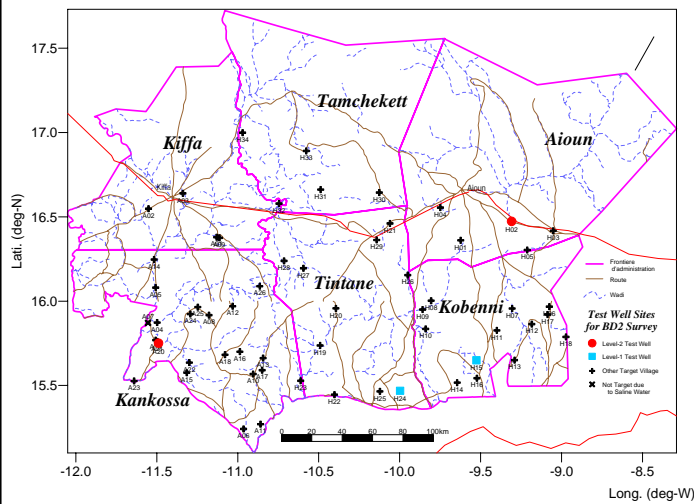 17.5
17.0
16.5
16.0
15.5
Lati. (deg-N)
-12.0
-11.5
-11.0
-10.5
-10.0
-9.5
-9.0
-8.5
Long. (deg-W)
Tamchekett
Kiffa
Aioun
Tintane
Kobenni
Kankossa
Kiffa
Aioun
H34
H33
H31
H30
A02
H04
H21
H29
H01
H02
H03
H05
A14
A05
H28
H27
A26
H26
A12
A25
A24
A08
H20
H09
H08
H10
H07
H06
H17
H12
H11
H18
A04
A20
A23
A15
A18
A16
A10
A17
H19
H23
H22
H25
H24
H14
H16
H15
H13
A06
A11
Frontiere
d'administration
Route
Wadi
Test Well Sites
for BD2 Survey
Level-2 Test Well
Level-1 Test Well
Other Target Village
Not Target due
to Saline Water
0
20
40
60
80
100km